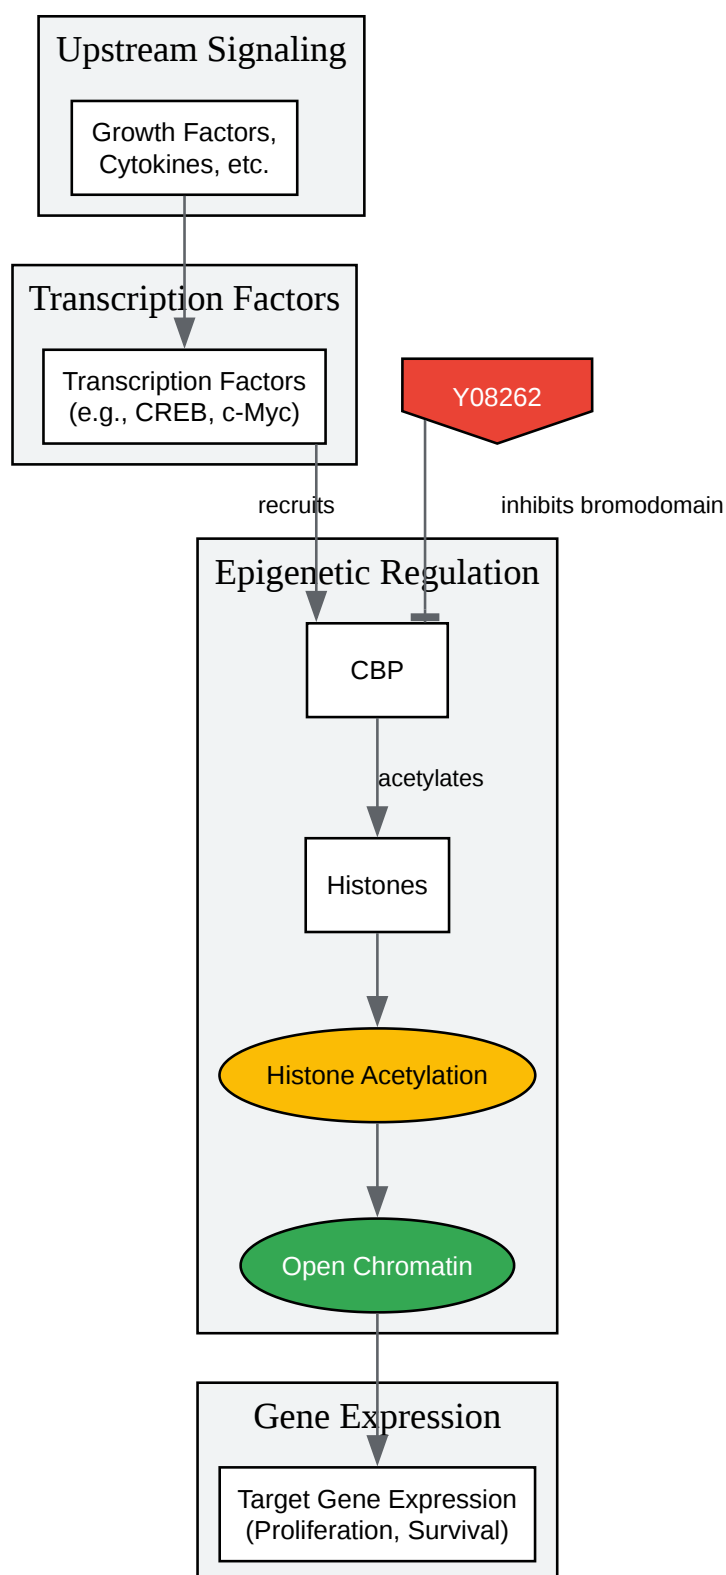 Upstream Signaling
Growth Factors,
Cytokines, etc.
Transcription Factors
Transcription Factors
(e.g., CREB, c-Myc)
Y08262
recruits
inhibits bromodomain
Epigenetic Regulation
CBP
acetylates
Histones
Histone Acetylation
Open Chromatin
Gene Expression
Target Gene Expression
(Proliferation, Survival)